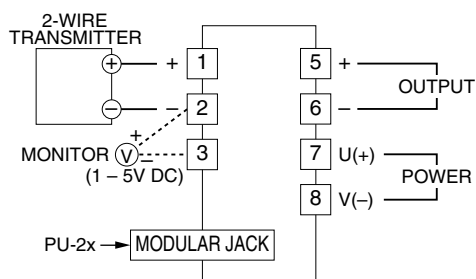 2-WIRE
TRANSMITTER
+ + 1
− − 2
MONITOR V + − 3
(1 – 5V DC)
5 +
OUTPUT
6 −
7 U(+)
POWER
8 V(–)
PU-2x MODULAR JACK